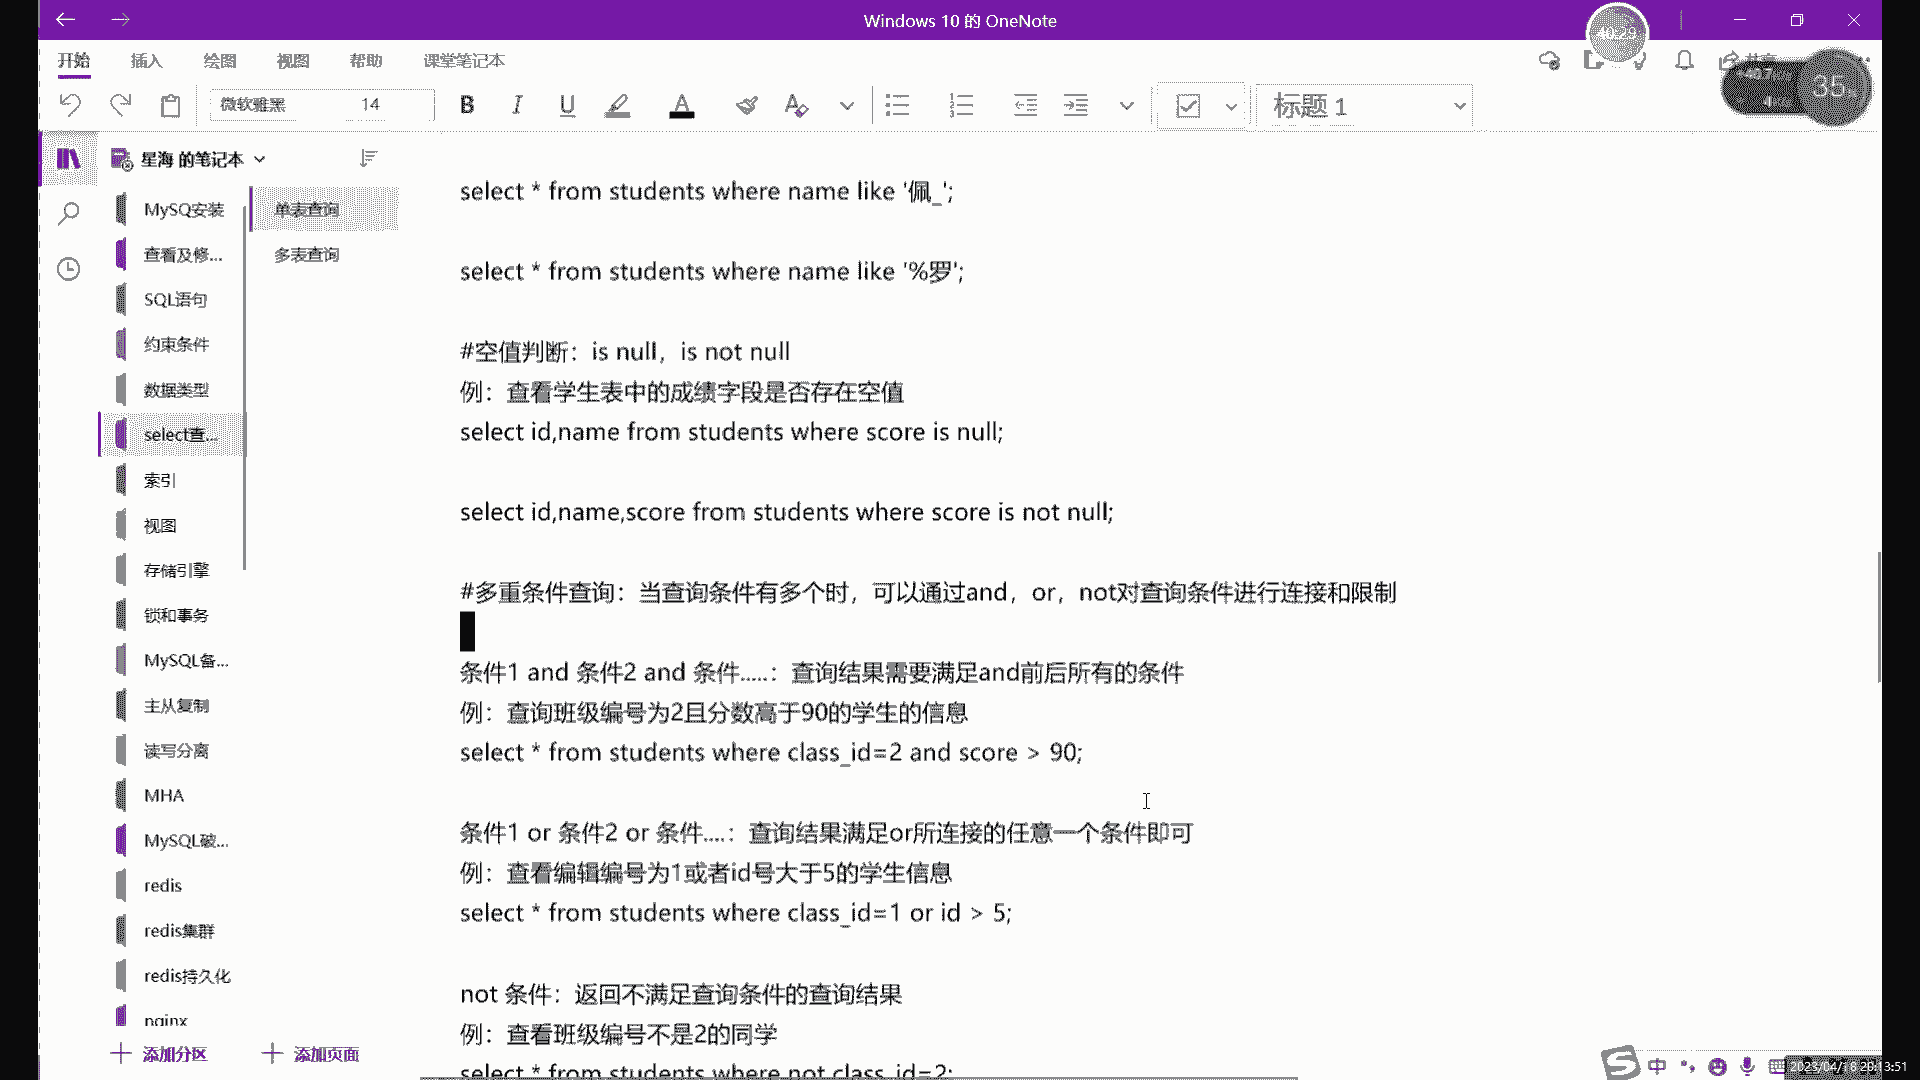 Windows 10 的 OneNote
开始 插入 绘图 视图 帮助 课堂笔记本
共享
微软雅黑 14 B I U A 标题 1
35
星海 的笔记本
MySQ安装
查看及修...
SQL语句
约束条件
数据类型
select查...
索引
视图
存储引擎
锁和事务
MySQL备...
主从复制
读写分离
MHA
MySQL破...
redis
redis集群
redis持久化
nginx
添加分区
单表查询
多表查询
添加页面
select * from students where name like '佩_';
select * from students where name like '%罗';
#空值判断：is null，is not null
例：查看学生表中的成绩字段是否存在空值
select id,name from students where score is null;
select id,name,score from students where score is not null;
#多重条件查询：当查询条件有多个时，可以通过and，or，not对查询条件进行连接和限制
条件1 and 条件2 and 条件.....：查询结果需要满足and前后所有的条件
例：查询班级编号为2且分数高于90的学生的信息
select * from students where class_id=2 and score > 90;
条件1 or 条件2 or 条件....：查询结果满足or所连接的任意一个条件即可
例：查看编辑编号为1或者id号大于5的学生信息
select * from students where class_id=1 or id > 5;
not 条件：返回不满足查询条件的查询结果
例：查看班级编号不是2的同学
select * from students where not class_id=2;
中
2023/04/18 20:13:51